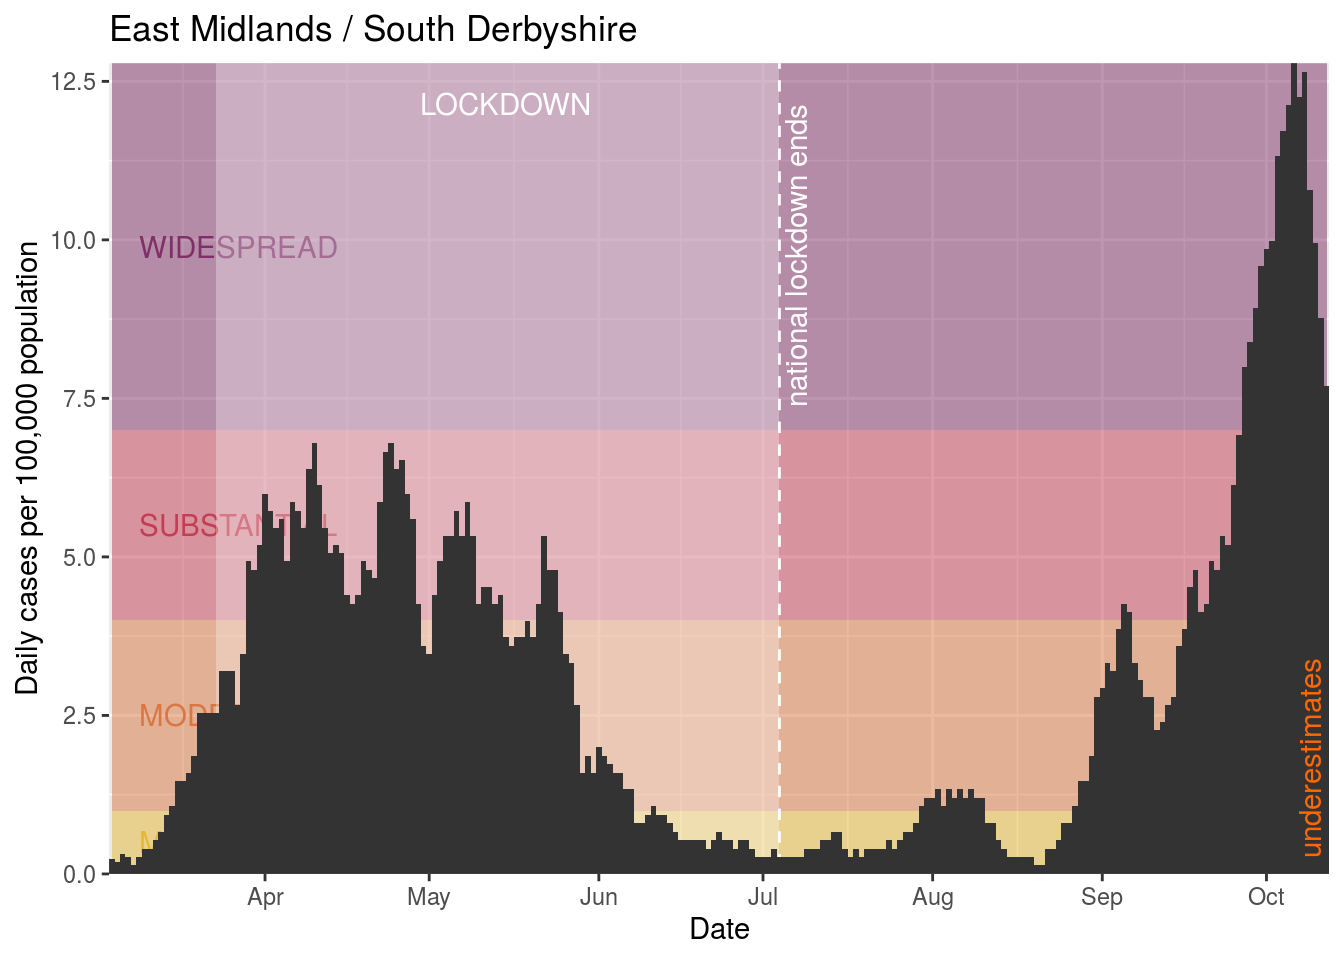 East Midlands / South Derbyshire
12.5
10.0
7.5
5.0
2.5
0.0
Daily cases per 100,000 population
LOCKDOWN
national lockdown ends
WIDESPREAD
underestimates
Apr
May
Jun
Jul
Aug
Sep
Oct
Date